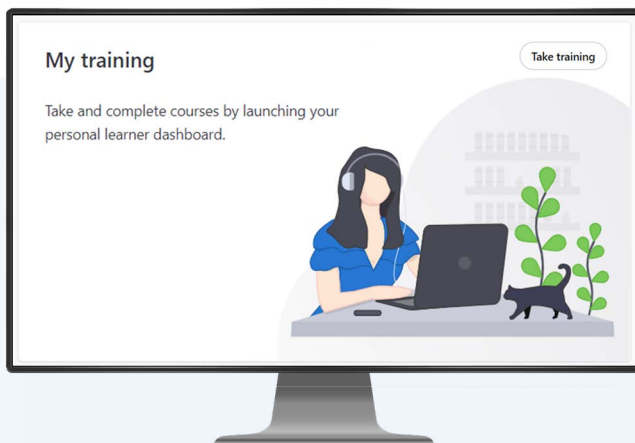 My training
Take training
Take and complete courses by launching your
personal learner dashboard.